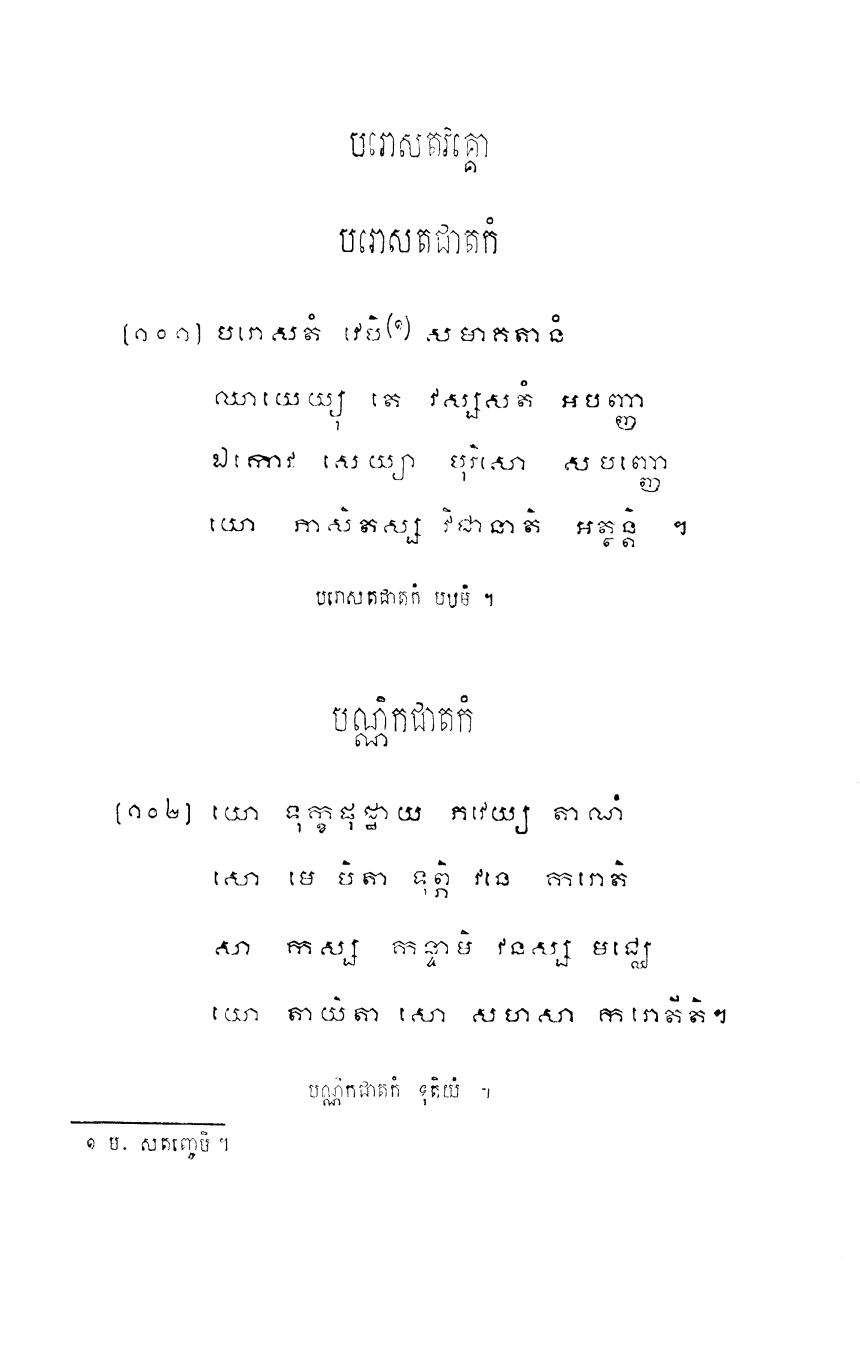 បរោសតវិគ្គោ
បរោសតជាតកំ
[១០១] បរោសតំ វេបិ(១) សមាកតានំ
ឈាយេយ្យុ តេ វស្សសតំ អបញ្ញា
ឯកោវ សេយ្យា បុរិសោ សបញ្ញោ
យោ ភាសិតស្ស វិជានាតិ អត្ថន្តិ ។
បរោសតជាតកំ បឋមំ ។
បណ្ណិកជាតកំ
[១០២] យោ ទុក្ខផុដ្ឋាយ ភវេយ្យ តាណំ
សោ មេ បិតា ទុព្ភិ វនេ ករោតិ
សា កស្ស កន្ទាមិ វនស្ស មជ្ឈេ
យោ តាយិតា សោ សហសា ករោតីតិ។
បណ្ណិកជាតកំ ទុតិយំ ។
១ ម. សតញ្ចេបិ ។